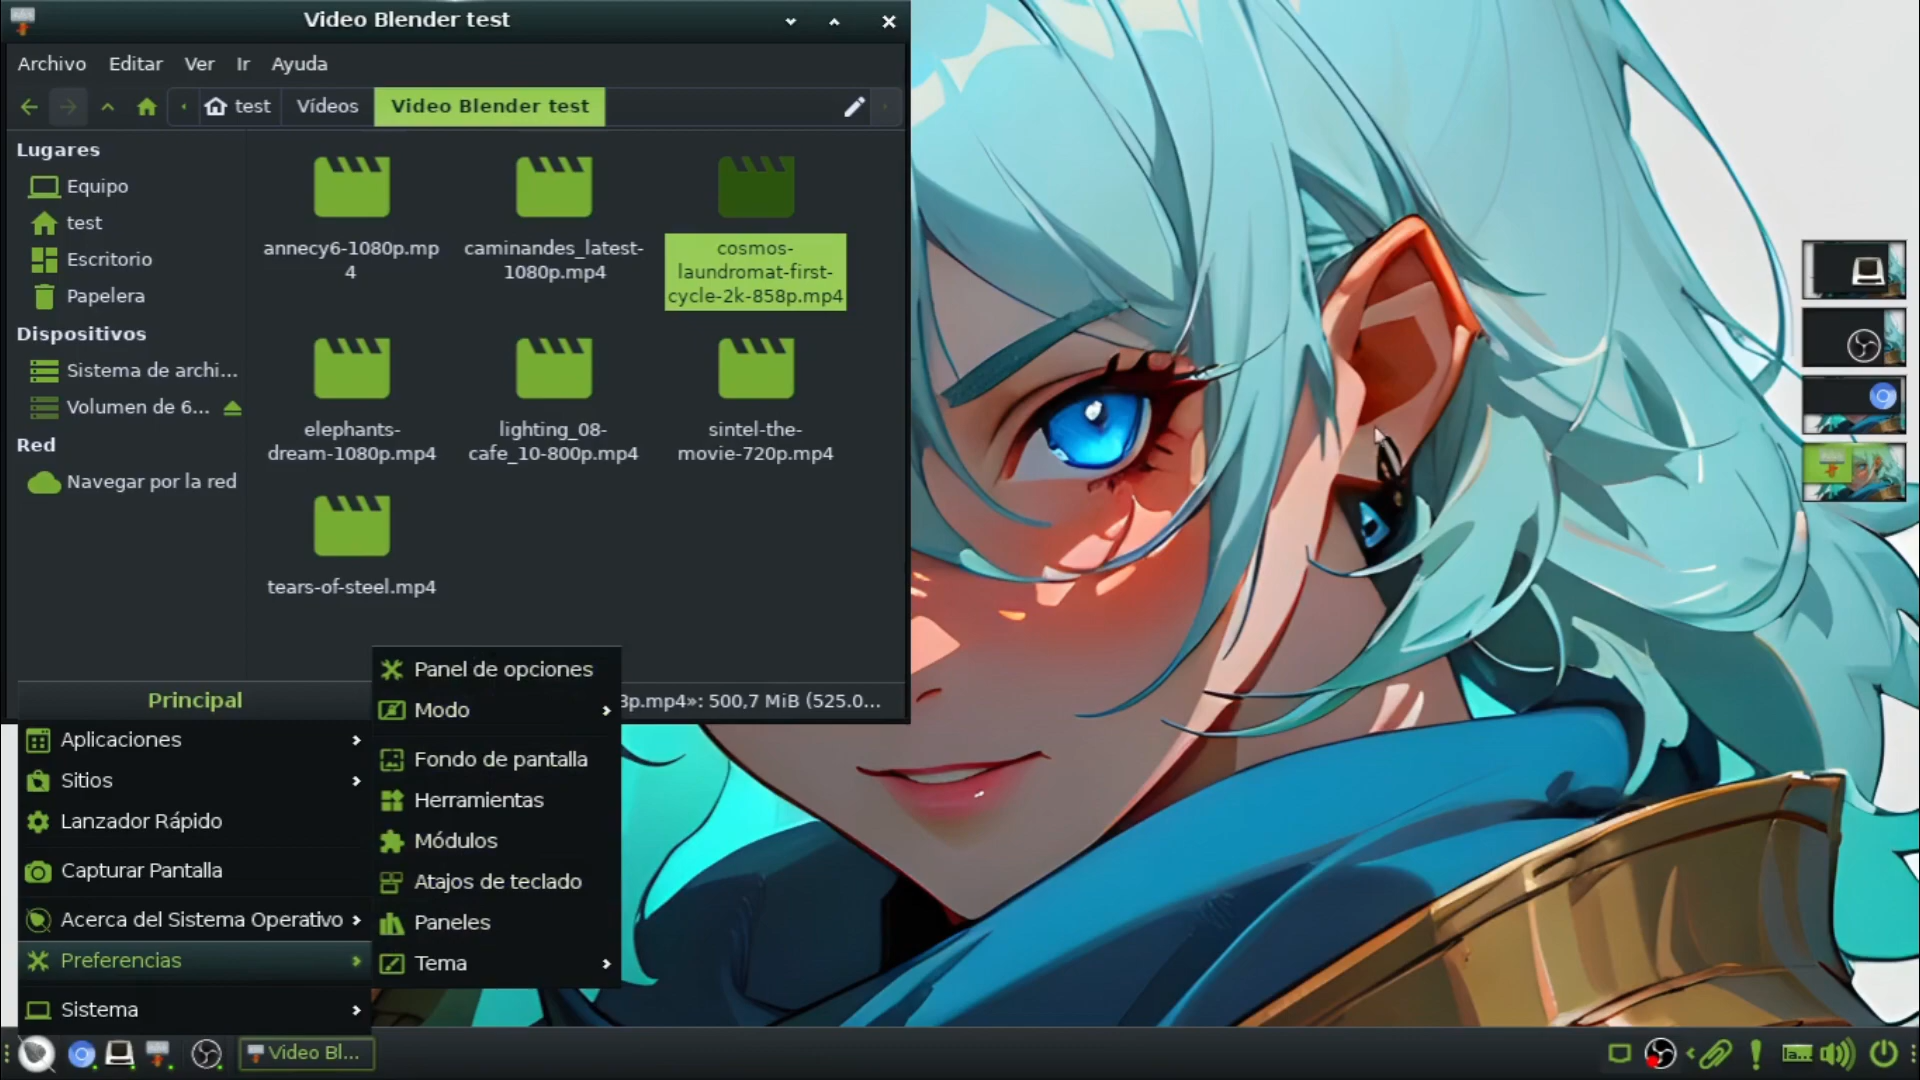 Video Blender test
Archivo Editar Ver Ir Ayuda
test Vídeos Video Blender test
Lugares
Equipo
test
Escritorio
Papelera
Dispositivos
Sistema de archi...
Volumen de 6...
Red
Navegar por la red
annecy6-1080p.mp
4
caminandes_latest-
1080p.mp4
cosmos-
laundromat-first-
cycle-2k-858p.mp4
elephants-
dream-1080p.mp4
lighting_08-
cafe_10-800p.mp4
sintel-the-
movie-720p.mp4
tears-of-steel.mp4
3p.mp4»: 500,7 MiB (525.0...
Principal
Aplicaciones
Sitios
Lanzador Rápido
Capturar Pantalla
Acerca del Sistema Operativo
Preferencias
Sistema
Panel de opciones
Modo
Fondo de pantalla
Herramientas
Módulos
Atajos de teclado
Paneles
Tema
Video Bl...